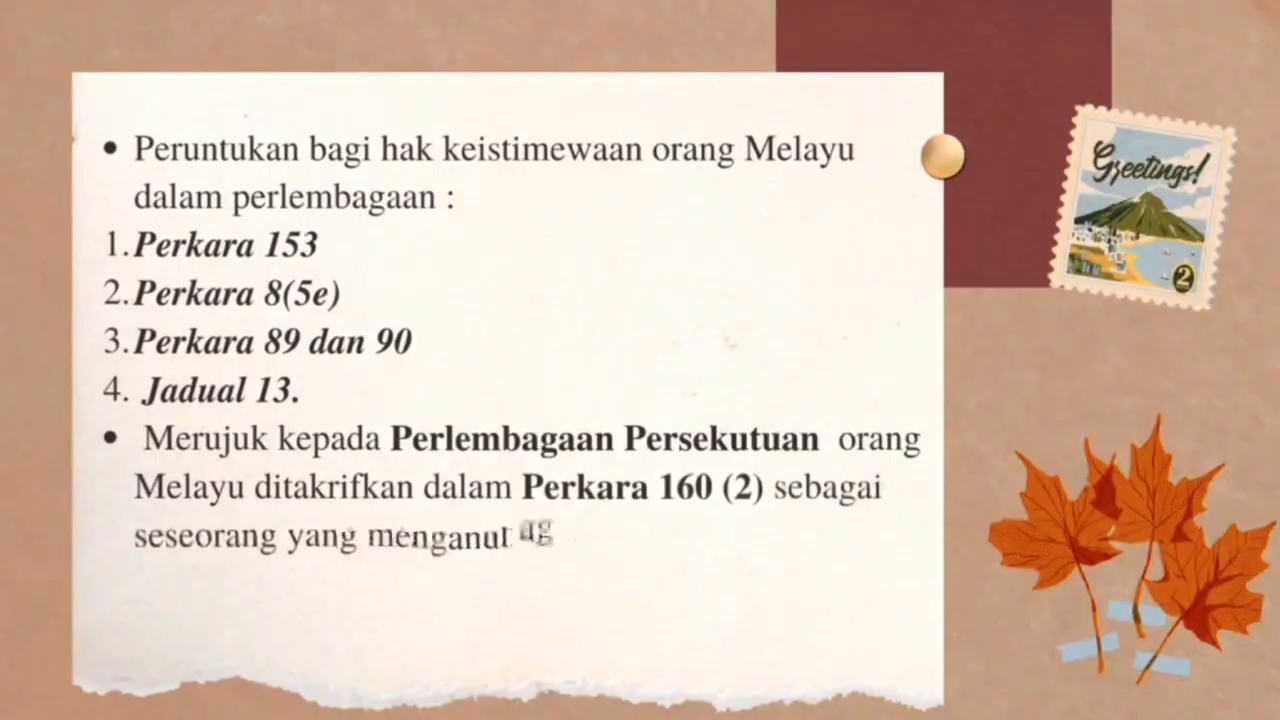 • Peruntukan bagi hak keistimewaan orang Melayu
dalam perlembagaan :
1. Perkara 153
2. Perkara 8(5e)
3. Perkara 89 dan 90
4. Jadual 13.
• Merujuk kepada Perlembagaan Persekutuan orang
Melayu ditakrifkan dalam Perkara 160 (2) sebagai
seseorang yang menganut ag
Greetings!
2